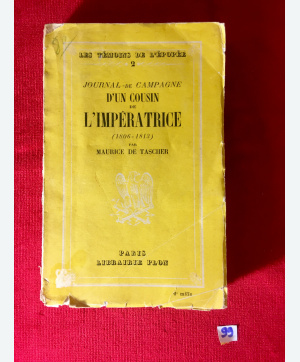 LES TÉMOINS DE L'ÉPOPÉE
2
JOURNAL DE CAMPAGNE
D'UN COUSIN
DE
L'IMPÉRATRICE
(1806-1813)
PAR
MAURICE DE TASCHER
PARIS
LIBRAIRIE PLON
4e mille
99